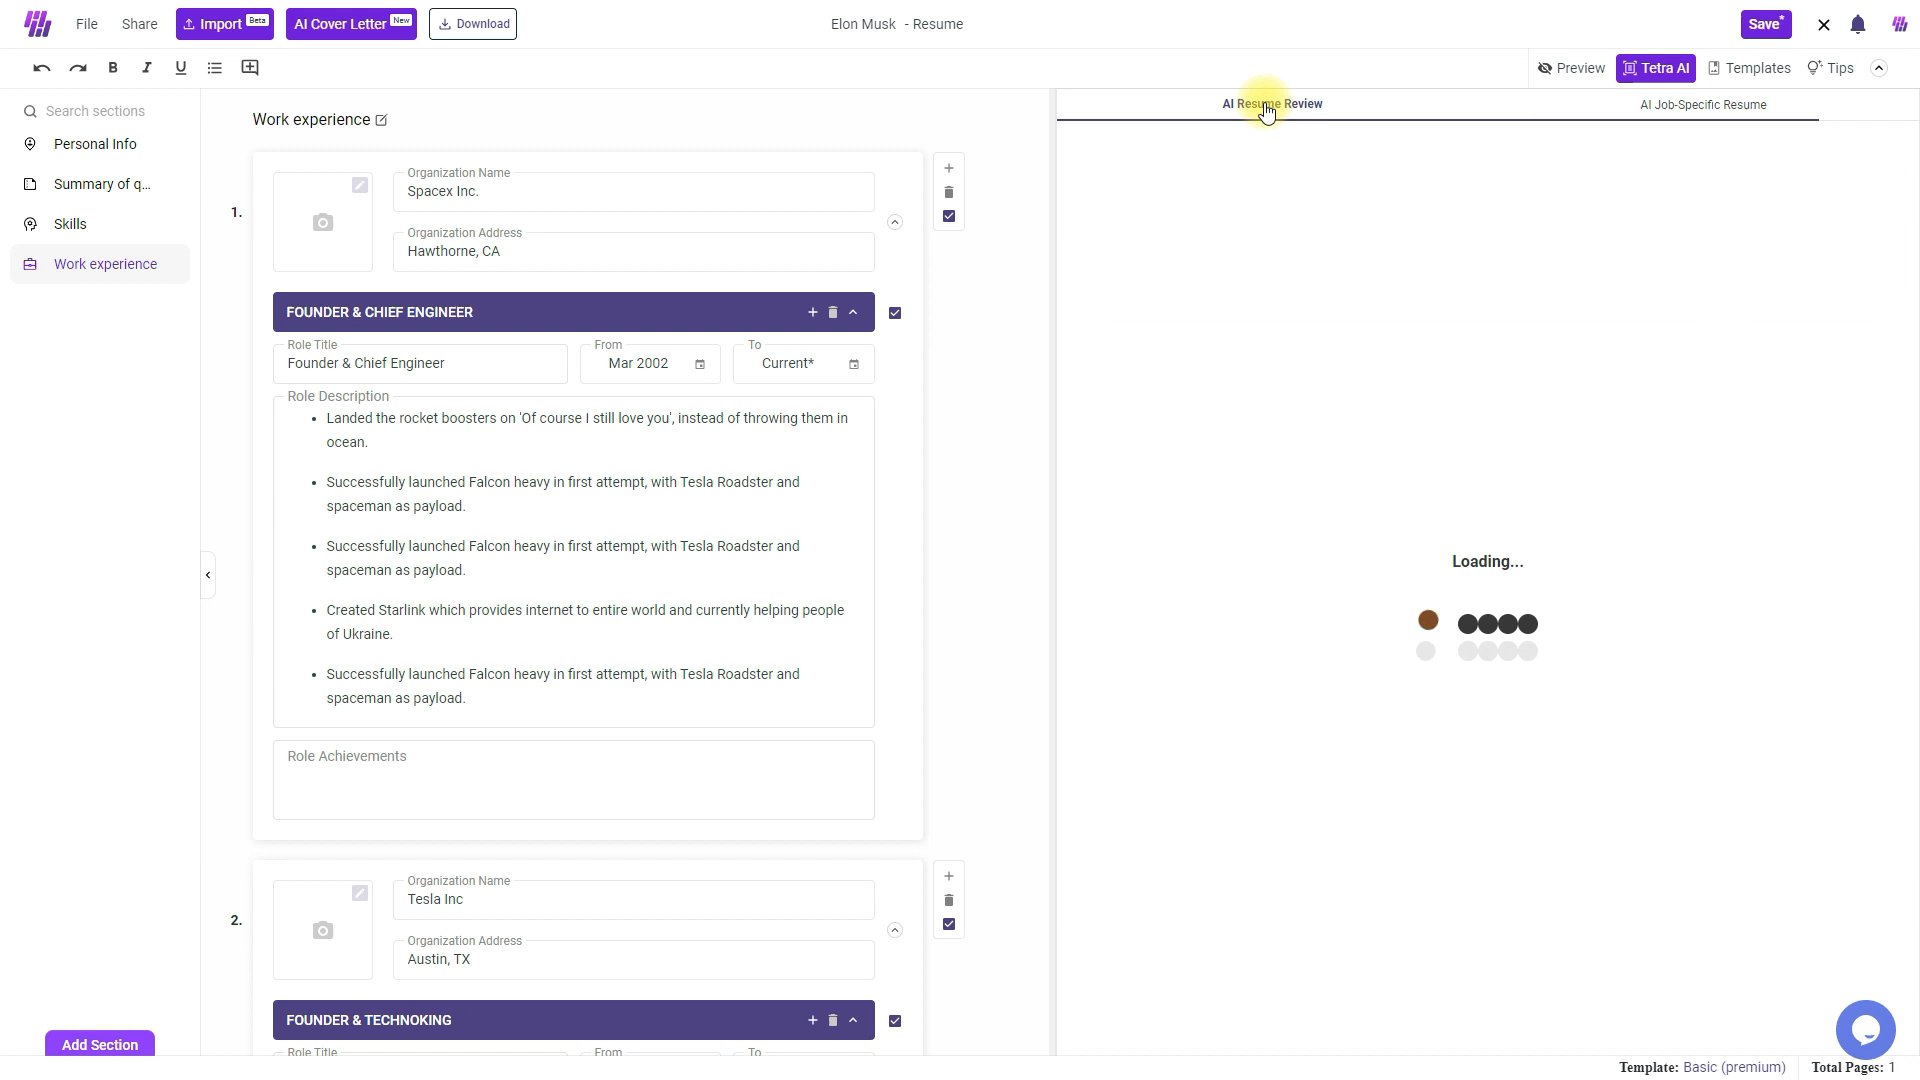 File Share Import Beta AI Cover Letter New Download Elon Musk - Resume Save*
B I U Preview Tetra AI Templates Tips
Search sections
Personal Info
Summary of q...
Skills
Work experience
Add Section
Work experience
1.
Organization Name
Spacex Inc.
Organization Address
Hawthorne, CA
FOUNDER & CHIEF ENGINEER
Role Title From To
Founder & Chief Engineer Mar 2002 Current*
Role Description
• Landed the rocket boosters on 'Of course I still love you', instead of throwing them in
ocean.
• Successfully launched Falcon heavy in first attempt, with Tesla Roadster and
spaceman as payload.
• Successfully launched Falcon heavy in first attempt, with Tesla Roadster and
spaceman as payload.
• Created Starlink which provides internet to entire world and currently helping people
of Ukraine.
• Successfully launched Falcon heavy in first attempt, with Tesla Roadster and
spaceman as payload.
Role Achievements
2.
Organization Name
Tesla Inc
Organization Address
Austin, TX
FOUNDER & TECHNOKING
Role Title From To
AI Resume Review AI Job-Specific Resume
Loading...
Template: Basic (premium) Total Pages: 1